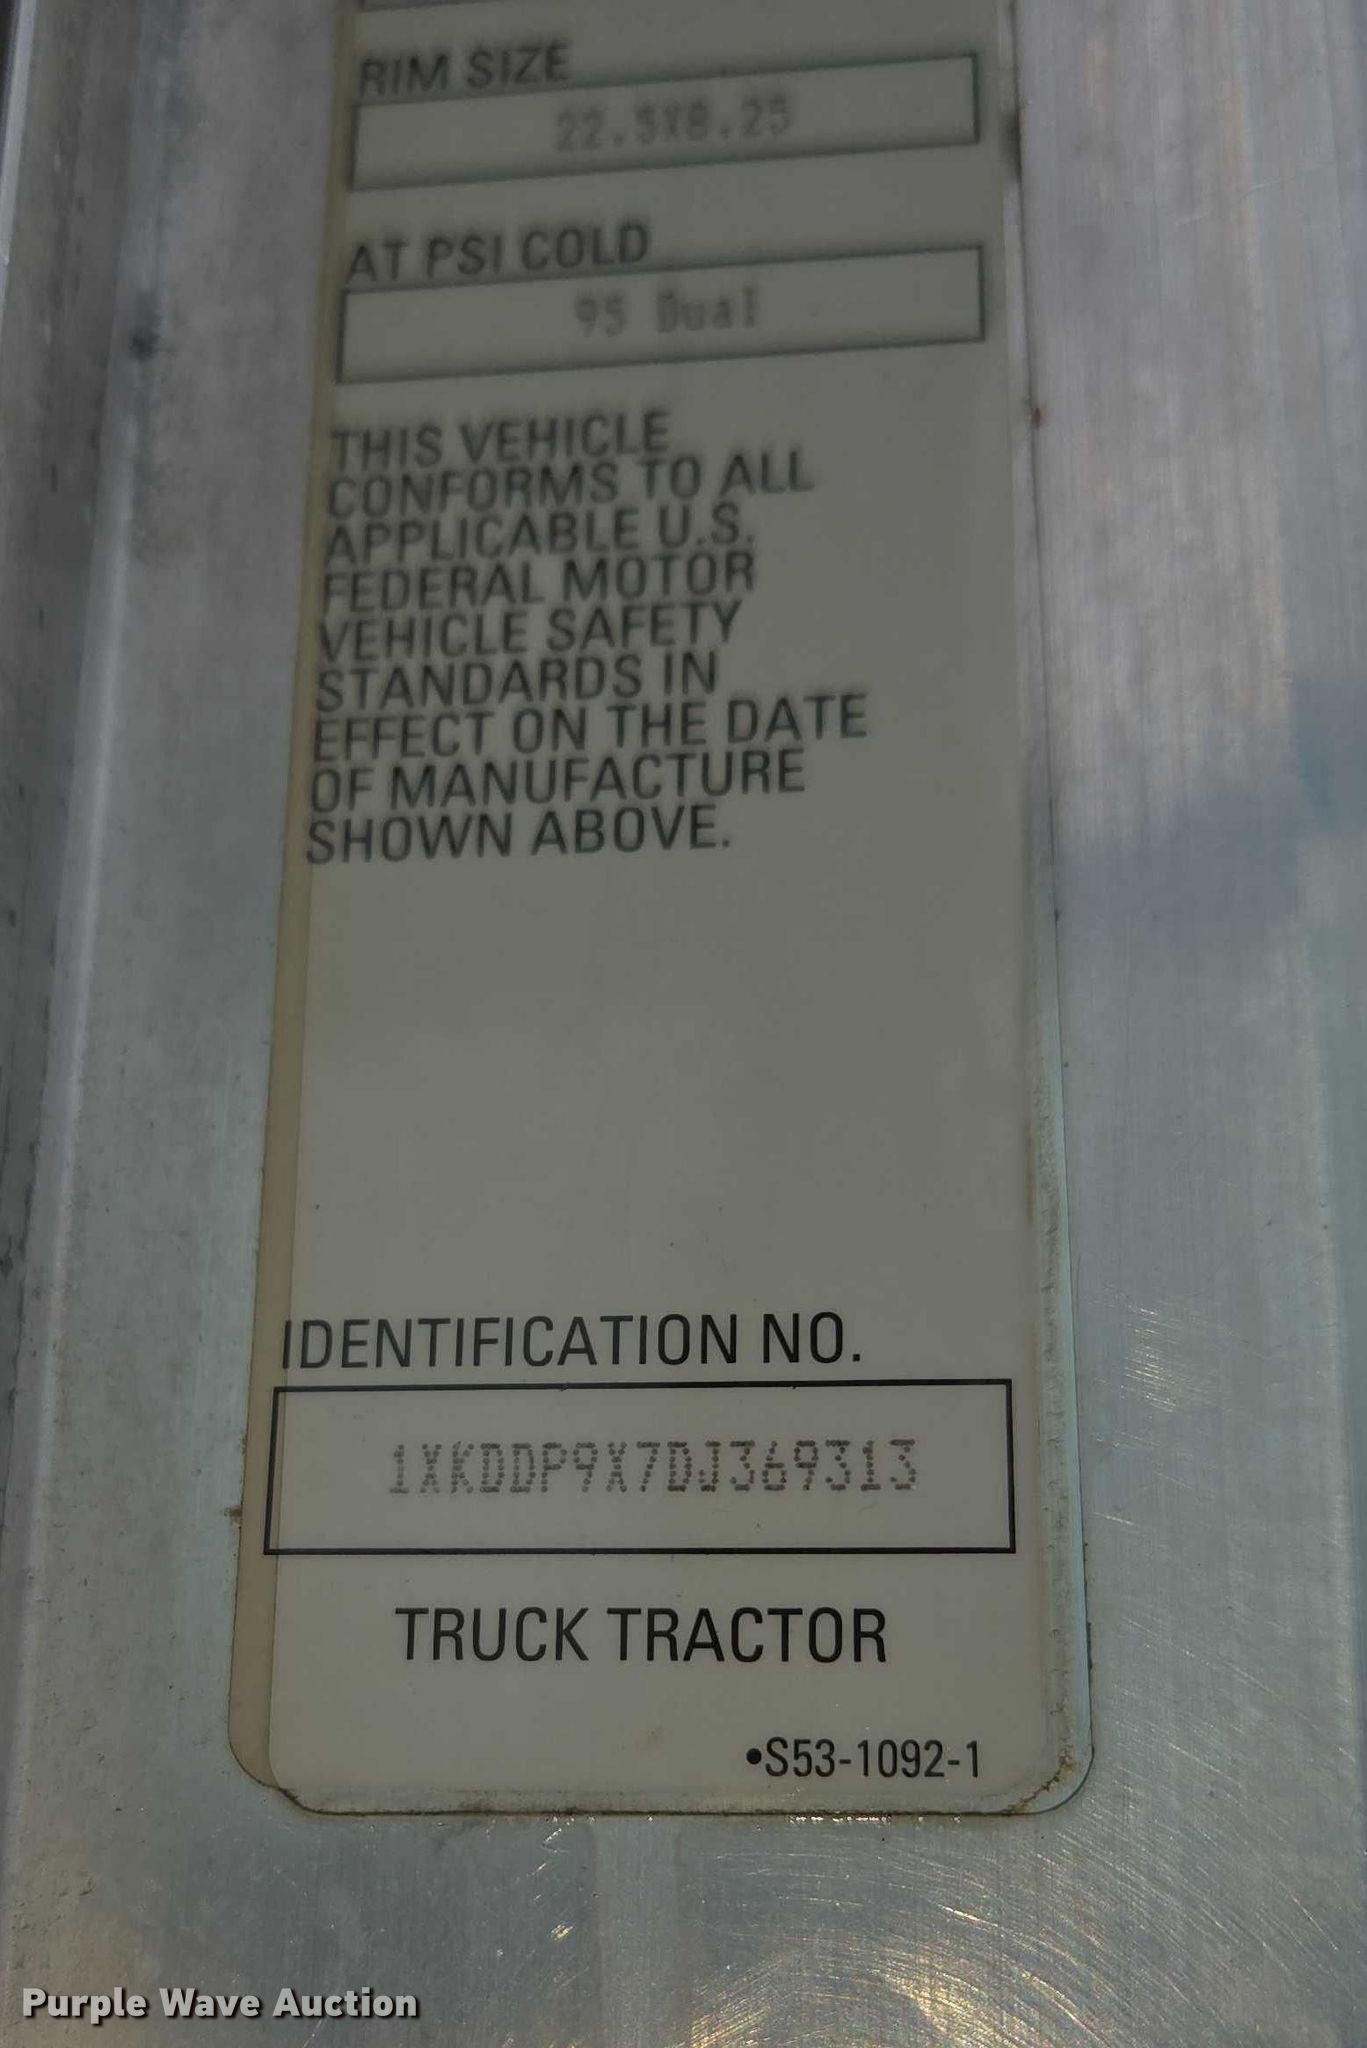 RIM SIZE
22.5X8.25
AT PSI COLD
95 Dual
THIS VEHICLE
CONFORMS TO ALL
APPLICABLE U.S.
FEDERAL MOTOR
VEHICLE SAFETY
STANDARDS IN
EFFECT ON THE DATE
OF MANUFACTURE
SHOWN ABOVE.
IDENTIFICATION NO.
1XKDDP9X7DJ369313
TRUCK TRACTOR
•S53-1092-1
Purple Wave Auction